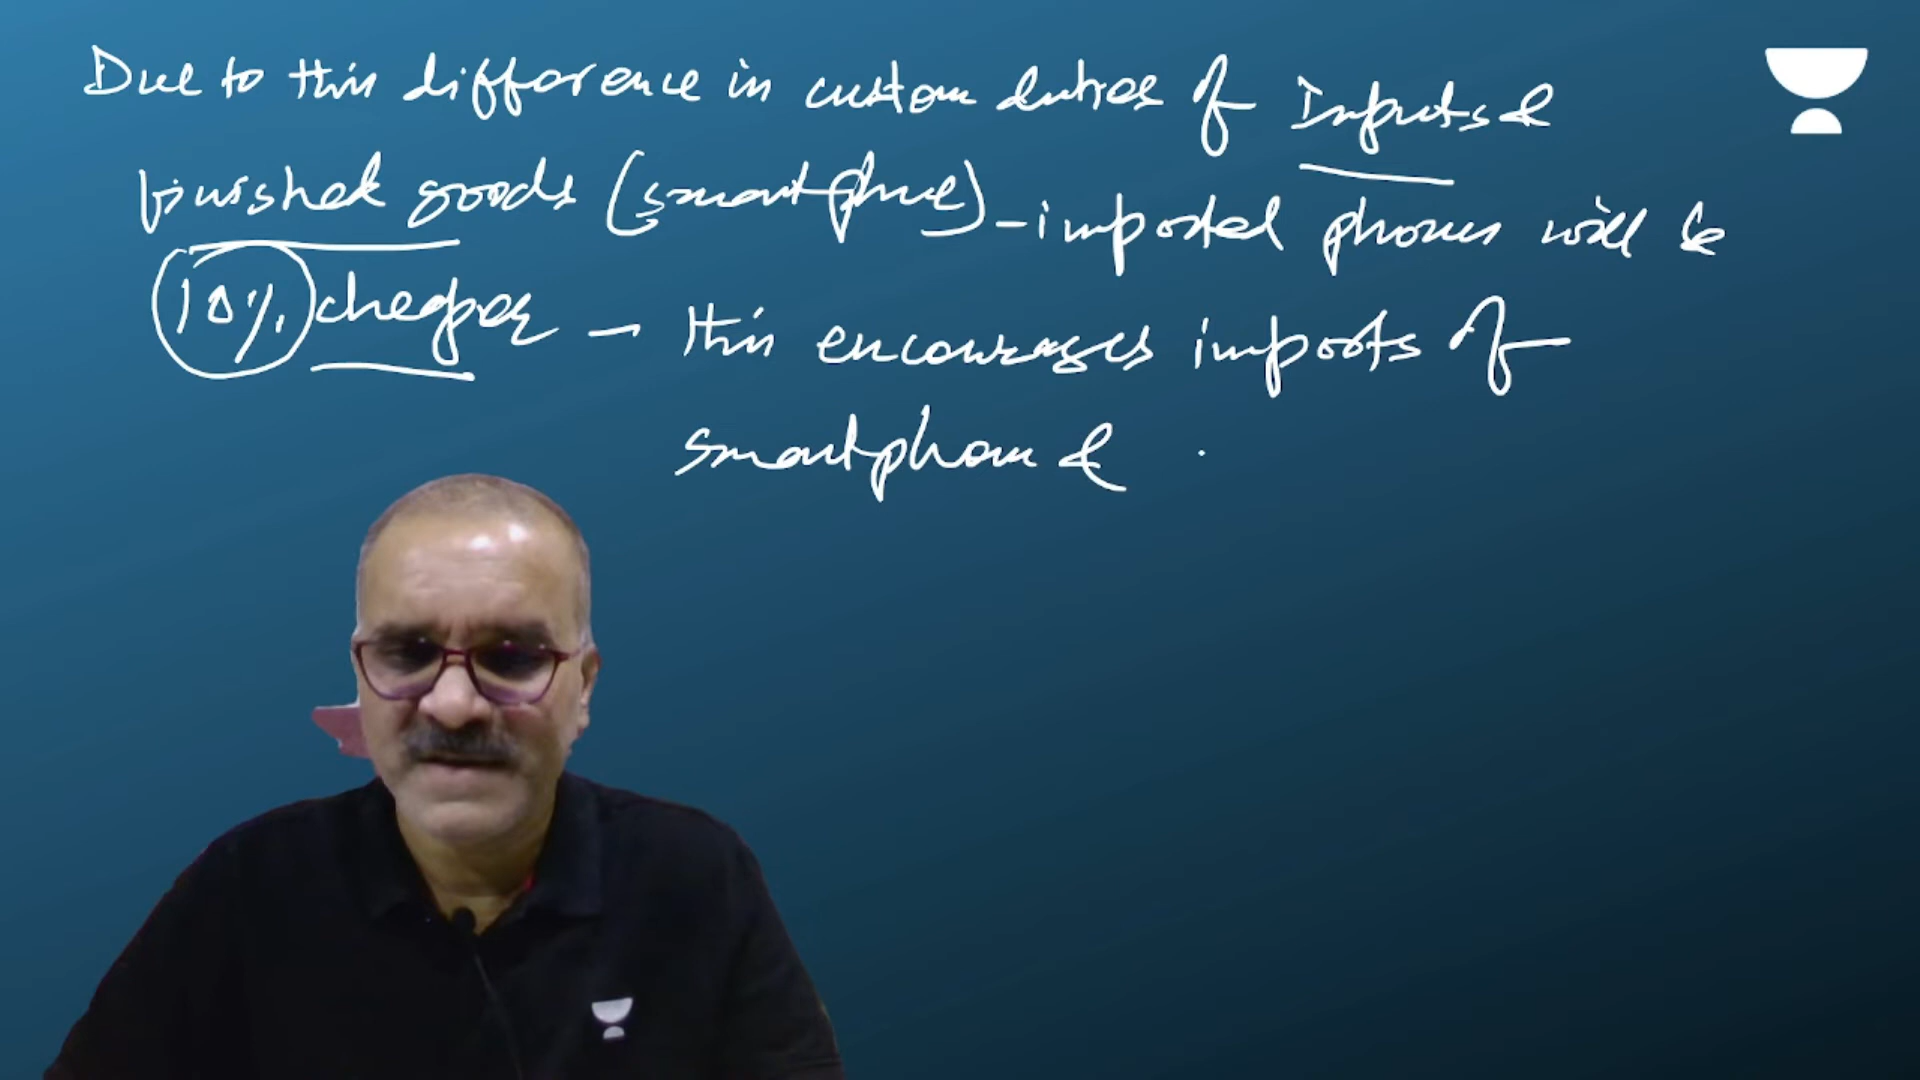 Due to this difference in custom duties of Inputs &
finished goods (smartphone) - imported phones will be
10% cheaper - this encourages imports of
smartphone &